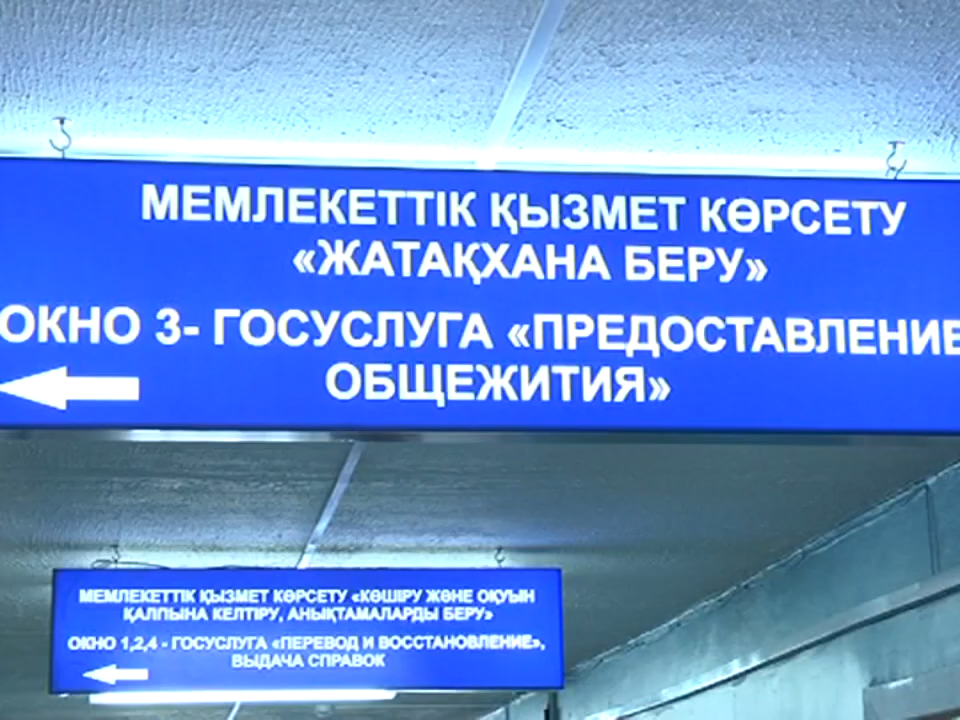 МЕМЛЕКЕТТІК ҚЫЗМЕТ КӨРСЕТУ
«ЖАТАҚХАНА БЕРУ»
ОКНО 3- ГОСУСЛУГА «ПРЕДОСТАВЛЕНИЕ
ОБЩЕЖИТИЯ»
МЕМЛЕКЕТТІК ҚЫЗМЕТ КӨРСЕТУ «КӨШІРУ ЖӘНЕ ОҚУЫН
ҚАЛПЫНА КЕЛТІРУ, АНЫҚТАМАЛАРДЫ БЕРУ»
ОКНО 1,2,4 - ГОСУСЛУГА «ПЕРЕВОД И ВОССТАНОВЛЕНИЕ»,
ВЫДАЧА СПРАВОК